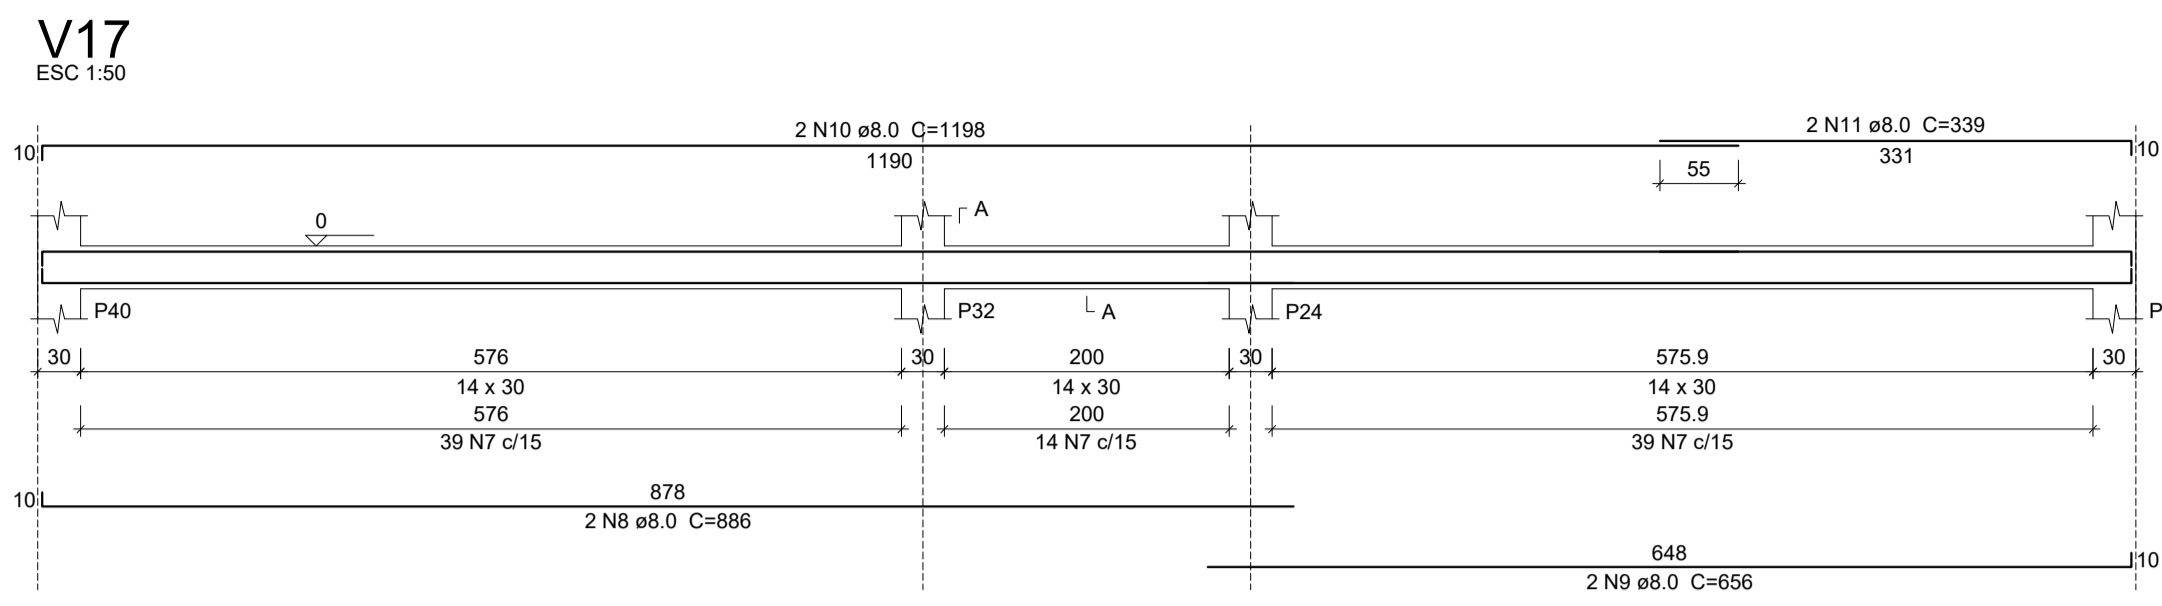 V17
ESC 1:50
2 N10 ø8.0 C=1198
2 N11 ø8.0 C=339
10
1190
331
10
55
A
0
P40
P32
A
P24
P
30
576
30
200
30
575.9
30
14 x 30
14 x 30
14 x 30
576
200
575.9
39 N7 c/15
14 N7 c/15
39 N7 c/15
10
878
2 N8 ø8.0 C=886
648
10
2 N9 ø8.0 C=656